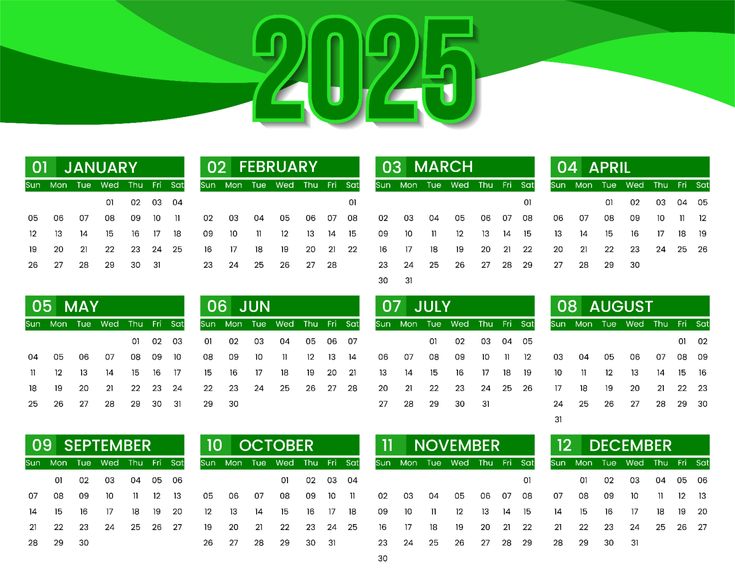 2025
01 JANUARY
Sun Mon Tue Wed Thu Fri Sat
01 02 03 04
05 06 07 08 09 10 11
12 13 14 15 16 17 18
19 20 21 22 23 24 25
26 27 28 29 30 31
02 FEBRUARY
Sun Mon Tue Wed Thu Fri Sat
01
02 03 04 05 06 07 08
09 10 11 12 13 14 15
16 17 18 19 20 21 22
23 24 25 26 27 28
03 MARCH
Sun Mon Tue Wed Thu Fri Sat
01
02 03 04 05 06 07 08
09 10 11 12 13 14 15
16 17 18 19 20 21 22
23 24 25 26 27 28 29
30 31
04 APRIL
Sun Mon Tue Wed Thu Fri Sat
01 02 03 04 05
06 07 08 09 10 11 12
13 14 15 16 17 18 19
20 21 22 23 24 25 26
27 28 29 30
05 MAY
Sun Mon Tue Wed Thu Fri Sat
01 02 03
04 05 06 07 08 09 10
11 12 13 14 15 16 17
18 19 20 21 22 23 24
25 26 27 28 29 30 31
06 JUN
Sun Mon Tue Wed Thu Fri Sat
01 02 03 04 05 06 07
08 09 10 11 12 13 14
15 16 17 18 19 20 21
22 23 24 25 26 27 28
29 30
07 JULY
Sun Mon Tue Wed Thu Fri Sat
01 02 03 04 05
06 07 08 09 10 11 12
13 14 15 16 17 18 19
20 21 22 23 24 25 26
27 28 29 30 31
08 AUGUST
Sun Mon Tue Wed Thu Fri Sat
01 02
03 04 05 06 07 08 09
10 11 12 13 14 15 16
17 18 19 20 21 22 23
24 25 26 27 28 29 30
31
09 SEPTEMBER
Sun Mon Tue Wed Thu Fri Sat
01 02 03 04 05 06
07 08 09 10 11 12 13
14 15 16 17 18 19 20
21 22 23 24 25 26 27
28 29 30
10 OCTOBER
Sun Mon Tue Wed Thu Fri Sat
01 02 03 04
05 06 07 08 09 10 11
12 13 14 15 16 17 18
19 20 21 22 23 24 25
26 27 28 29 30 31
11 NOVEMBER
Sun Mon Tue Wed Thu Fri Sat
01
02 03 04 05 06 07 08
09 10 11 12 13 14 15
16 17 18 19 20 21 22
23 24 25 26 27 28 29
30
12 DECEMBER
Sun Mon Tue Wed Thu Fri Sat
01 02 03 04 05 06
07 08 09 10 11 12 13
14 15 16 17 18 19 20
21 22 23 24 25 26 27
28 29 30 31